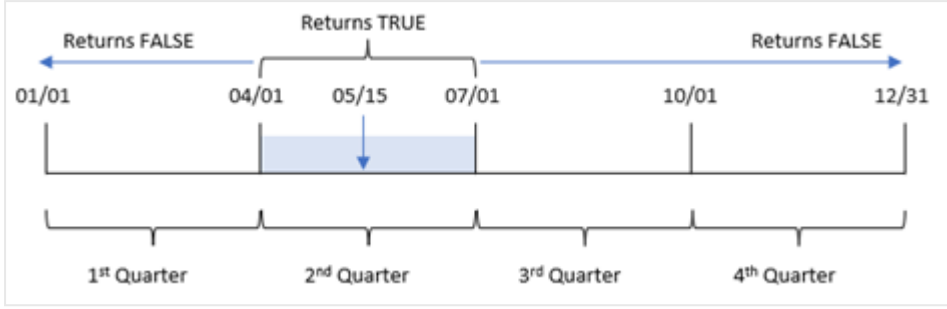 Returns FALSE
Returns TRUE
Returns FALSE
01/01
04/01
05/15
07/01
10/01
12/31
1st Quarter
2nd Quarter
3rd Quarter
4th Quarter